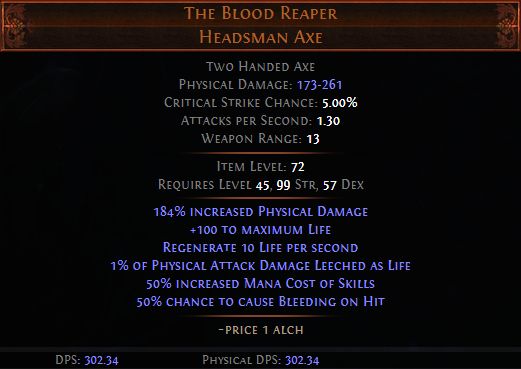 The Blood Reaper
Headsman Axe
Two Handed Axe
Physical Damage: 173-261
Critical Strike Chance: 5.00%
Attacks per Second: 1.30
Weapon Range: 13
Item Level: 72
Requires Level 45, 99 Str, 57 Dex
184% increased Physical Damage
+100 to maximum Life
Regenerate 10 Life per second
1% of Physical Attack Damage Leeched as Life
50% increased Mana Cost of Skills
50% chance to cause Bleeding on Hit
~price 1 alch
DPS: 302.34 Physical DPS: 302.34